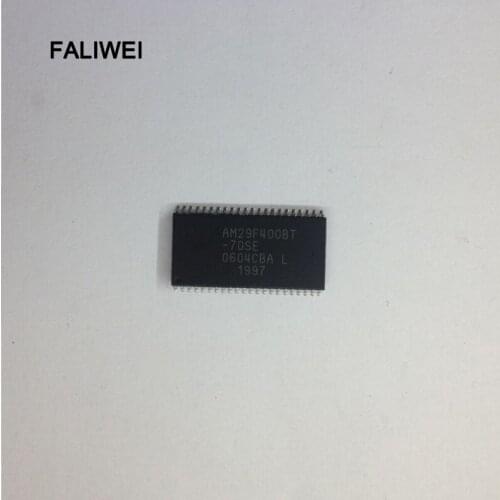 FALIWEI
AM29F400BT
-70SE
0604CBA L
1997